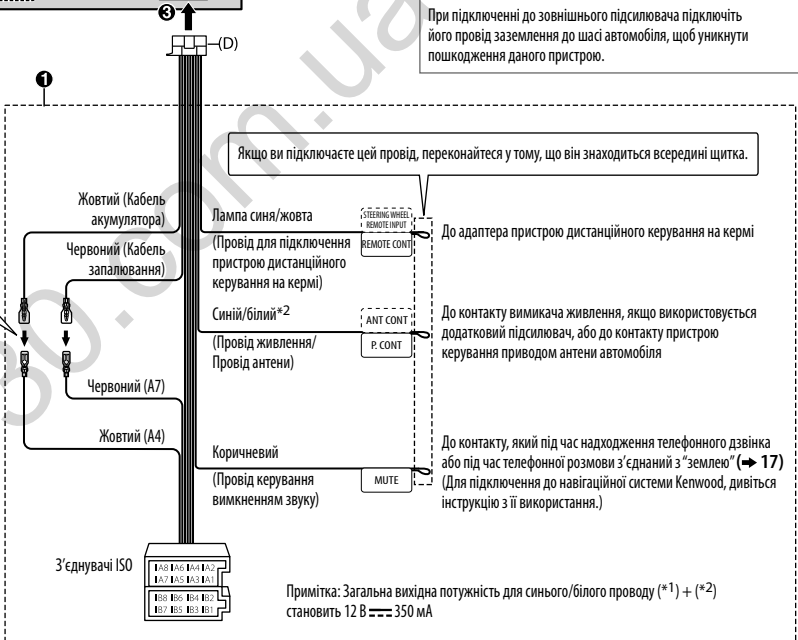 При підключенні до зовнішнього підсилювача підключіть
його провід заземлення до шасі автомобіля, щоб уникнути
пошкодження даного пристрою.
3
(D)
1
Якщо ви підключаєте цей провід, переконайтеся у тому, що він знаходиться всередині щитка.
Жовтий (Кабель
акумулятора)
Червоний (Кабель
запалювання)
Лампа синя/жовта
(Провід для підключення
пристрою дистанційного
керування на кермі)
STEERING WHEEL
REMOTE INPUT
REMOTE CONT
До адаптера пристрою дистанційного керування на кермі
Синій/білий*2
(Провід живлення/
Провід антени)
ANT CONT
P. CONT
До контакту вимикача живлення, якщо використовується
додатковий підсилювач, або до контакту пристрою
керування приводом антени автомобіля
Червоний (A7)
Жовтий (A4)
Коричневий
(Провід керування
вимкненням звуку)
MUTE
До контакту, який під час надходження телефонного дзвінка
або під час телефонної розмови з’єднаний з “землею” (➜ 17)
(Для підключення до навігаційної системи Kenwood, дивіться
інструкцію з її використання.)
З’єднувачі ISO
A8 A6 A4 A2
A7 A5 A3 A1
B8 B6 B4 B2
B7 B5 B3 B1
Примітка: Загальна вихідна потужність для синього/білого проводу (*1) + (*2)
становить 12 В ⎓ 350 мА